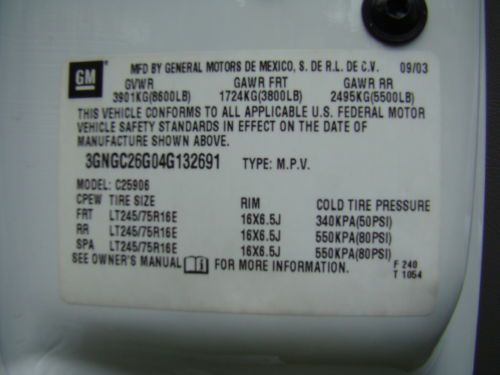 GM
MFD BY GENERAL MOTORS DE MEXICO, S. DE R.L. DE C.V. 09/03
GVWR GAWR FRT GAWR RR
3901KG(8600LB) 1724KG(3800LB) 2495KG(5500LB)
THIS VEHICLE CONFORMS TO ALL APPLICABLE U.S. FEDERAL MOTOR
VEHICLE SAFETY STANDARDS IN EFFECT ON THE DATE OF
MANUFACTURE SHOWN ABOVE.
3GNGC26G04G132691 TYPE: M.P.V.
MODEL: C25906
CPEW TIRE SIZE RIM COLD TIRE PRESSURE
FRT LT245/75R16E 16X6.5J 340KPA(50PSI)
RR LT245/75R16E 16X6.5J 550KPA(80PSI)
SPA LT245/75R16E 16X6.5J 550KPA(80PSI)
SEE OWNER'S MANUAL FOR MORE INFORMATION.
F 240
T 1054